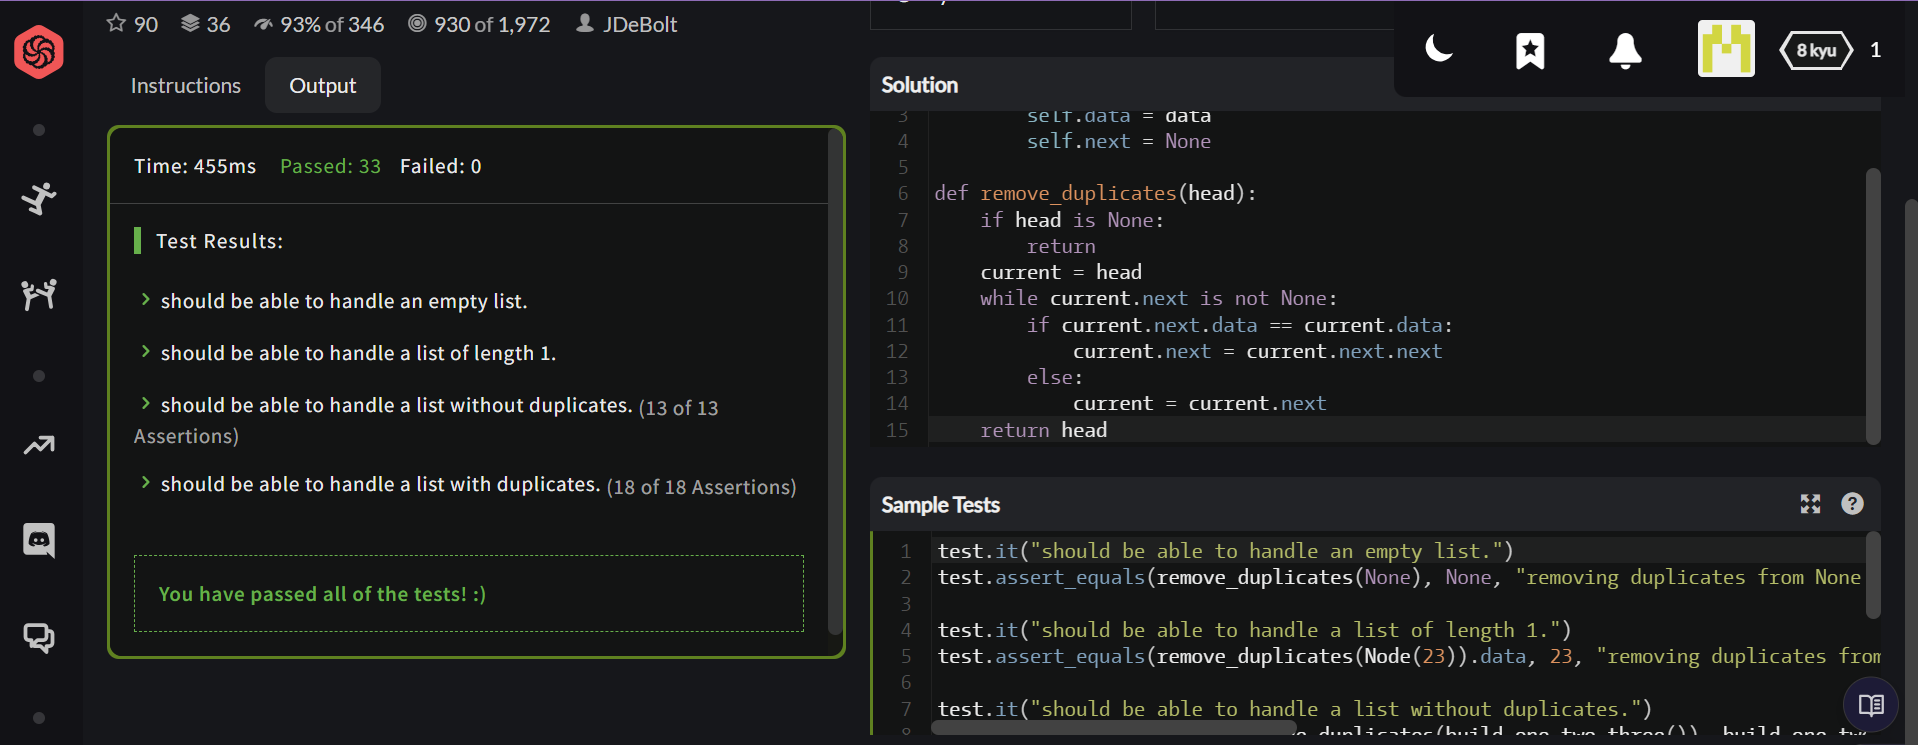 90 36 93% of 346 930 of 1,972 JDeBolt
8 kyu 1
Instructions Output
Time: 455ms Passed: 33 Failed: 0
Test Results:
should be able to handle an empty list.
should be able to handle a list of length 1.
should be able to handle a list without duplicates. (13 of 13
Assertions)
should be able to handle a list with duplicates. (18 of 18 Assertions)
You have passed all of the tests! :)
Solution
3 self.data = data
4 self.next = None
5
6 def remove_duplicates(head):
7 if head is None:
8 return
9 current = head
10 while current.next is not None:
11 if current.next.data == current.data:
12 current.next = current.next.next
13 else:
14 current = current.next
15 return head
Sample Tests
?
1 test.it("should be able to handle an empty list.")
2 test.assert_equals(remove_duplicates(None), None, "removing duplicates from None
3
4 test.it("should be able to handle a list of length 1.")
5 test.assert_equals(remove_duplicates(Node(23)).data, 23, "removing duplicates from
6
7 test.it("should be able to handle a list without duplicates.")
8